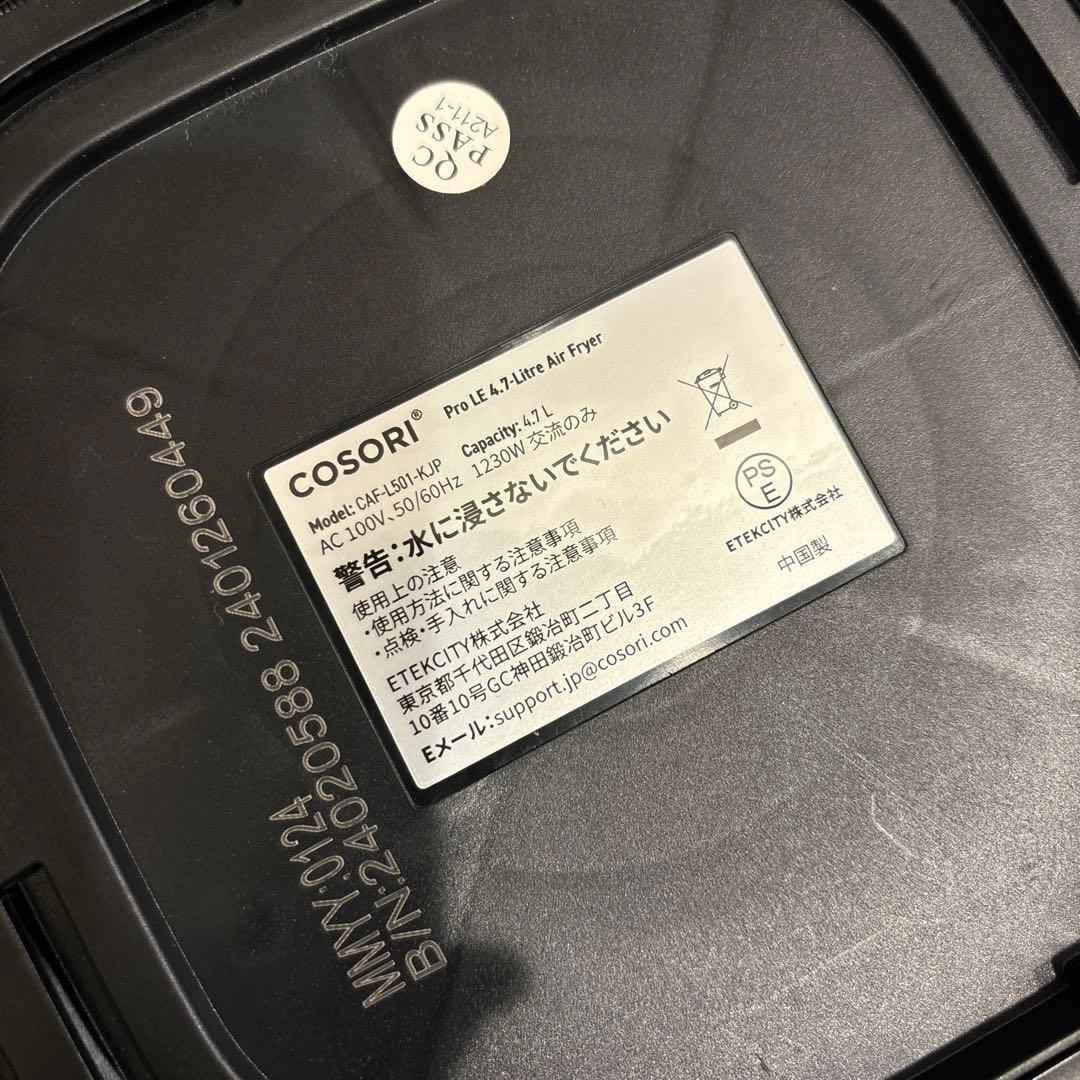 QC
PASS
A211-1
COSORI® Pro LE 4.7-Litre Air Fryer
Model: CAF-L501-KJP Capacity: 4.7 L
AC 100V、50/60Hz 1230W 交流のみ
警告:水に浸さないでください
使用上の注意
・使用方法に関する注意事項
・点検・手入れに関する注意事項
ETEKCITY株式会社
東京都千代田区鍛冶町二丁目
10番10号GC神田鍛冶町ビル3F
Eメール:support.jp@cosori.com
PS
E
ETEKCITY株式会社
中国製
MMYY:0124
B/N:240220588 2401260449